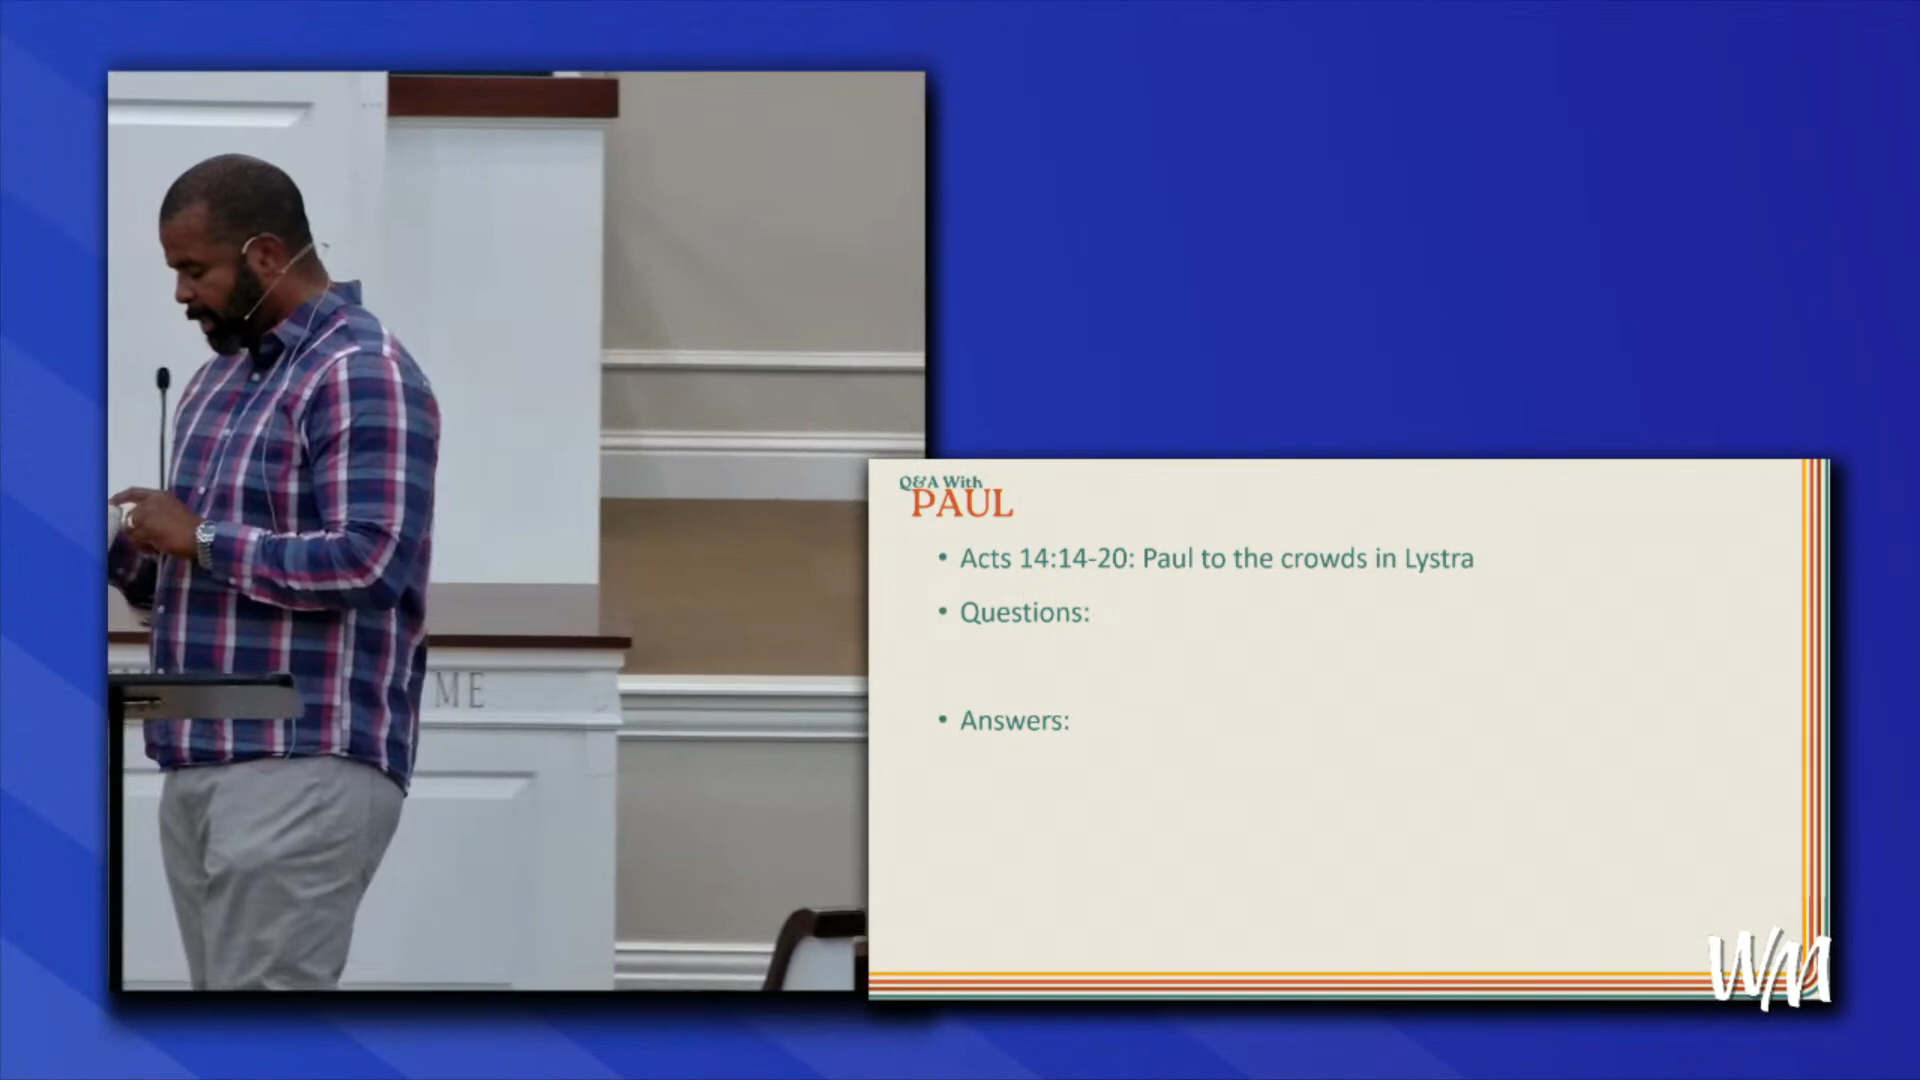 Q&A With
PAUL
• Acts 14:14-20: Paul to the crowds in Lystra
• Questions:
• Answers:
ME
WM